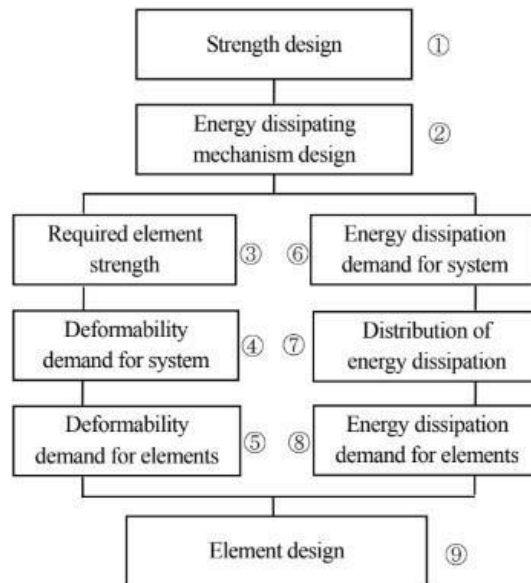 Strength design ①
Energy dissipating
mechanism design ②
Required element
strength ③
Deformability
demand for system ④
Deformability
demand for elements ⑤
⑥ Energy dissipation
demand for system
⑦ Distribution of
energy dissipation
⑧ Energy dissipation
demand for elements
Element design ⑨